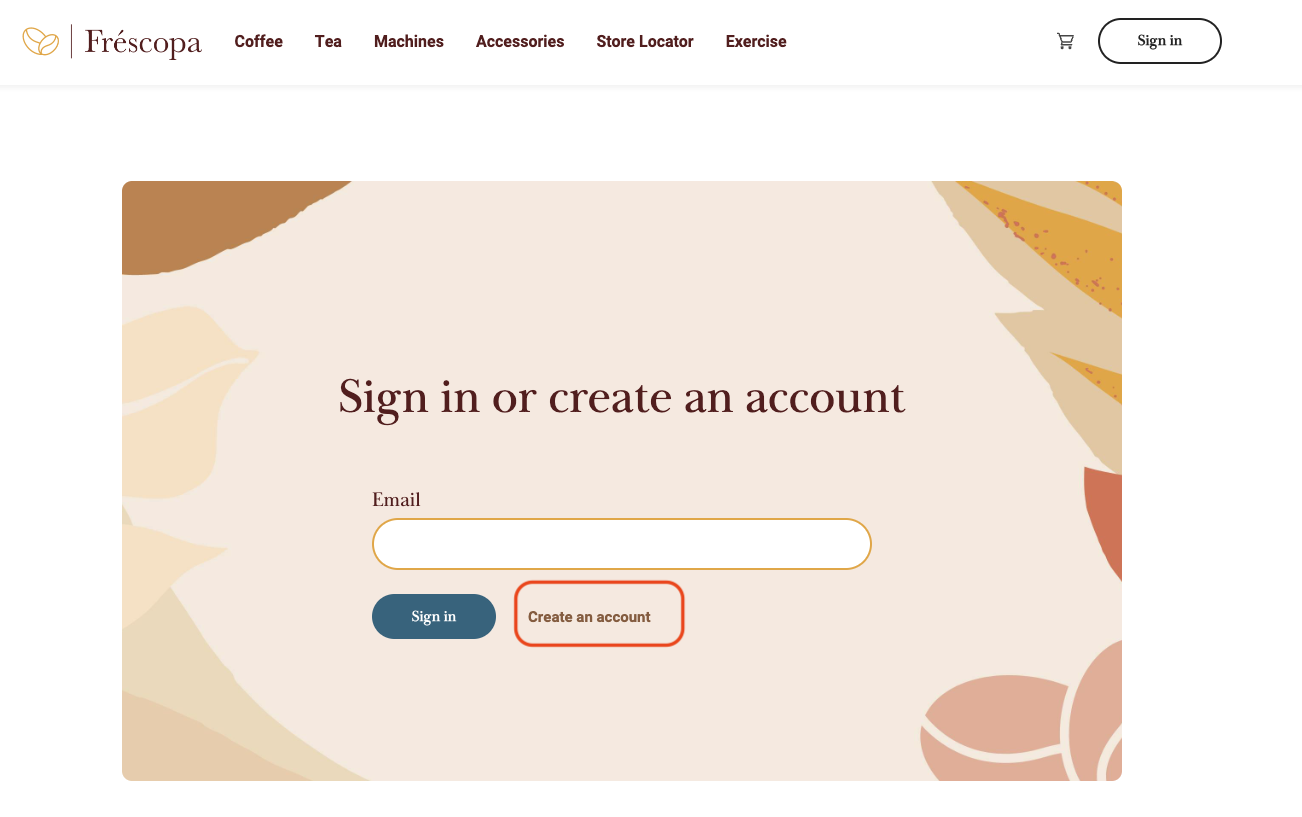 Fréscopa Coffee Tea Machines Accessories Store Locator Exercise Sign in
Sign in or create an account
Email
Sign in Create an account